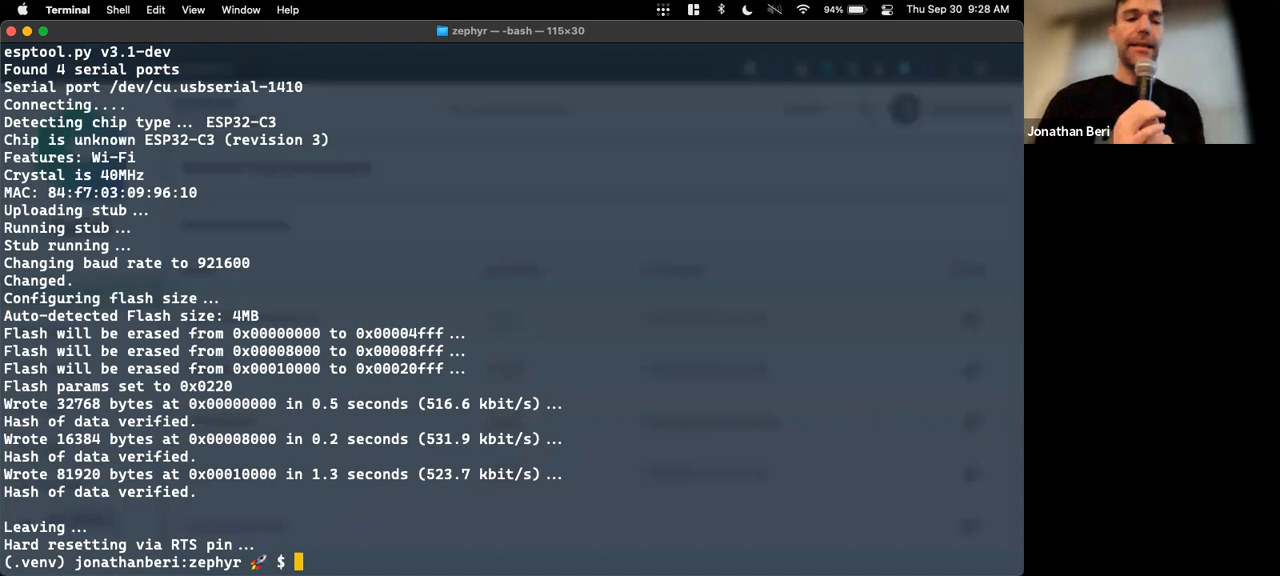 Terminal Shell Edit View Window Help 94% Thu Sep 30 9:28 AM
zephyr — -bash — 115×30
esptool.py v3.1-dev
Found 4 serial ports
Serial port /dev/cu.usbserial-1410
Connecting....
Detecting chip type... ESP32-C3
Chip is unknown ESP32-C3 (revision 3)
Features: Wi-Fi
Crystal is 40MHz
MAC: 84:f7:03:09:96:10
Uploading stub...
Running stub...
Stub running...
Changing baud rate to 921600
Changed.
Configuring flash size...
Auto-detected Flash size: 4MB
Flash will be erased from 0x00000000 to 0x00004fff...
Flash will be erased from 0x00008000 to 0x00008fff...
Flash will be erased from 0x00010000 to 0x00020fff...
Flash params set to 0x0220
Wrote 32768 bytes at 0x00000000 in 0.5 seconds (516.6 kbit/s)...
Hash of data verified.
Wrote 16384 bytes at 0x00008000 in 0.2 seconds (531.9 kbit/s)...
Hash of data verified.
Wrote 81920 bytes at 0x00010000 in 1.3 seconds (523.7 kbit/s)...
Hash of data verified.
Leaving...
Hard resetting via RTS pin...
(.venv) jonathanberi:zephyr 🚀 $
Jonathan Beri